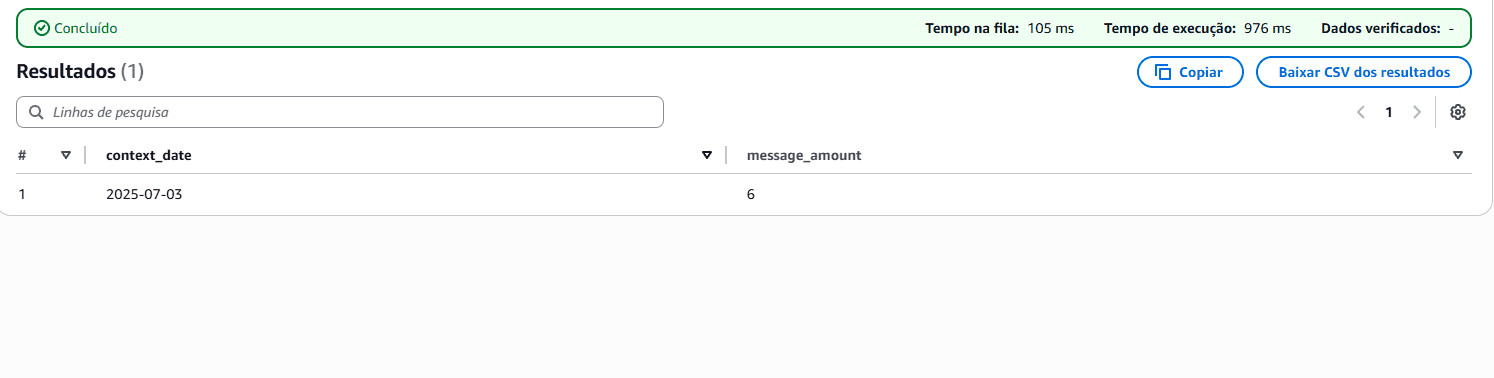 Concluído Tempo na fila: 105 ms Tempo de execução: 976 ms Dados verificados: -
Resultados (1) Copiar Baixar CSV dos resultados
Linhas de pesquisa 1
# context_date message_amount
1 2025-07-03 6